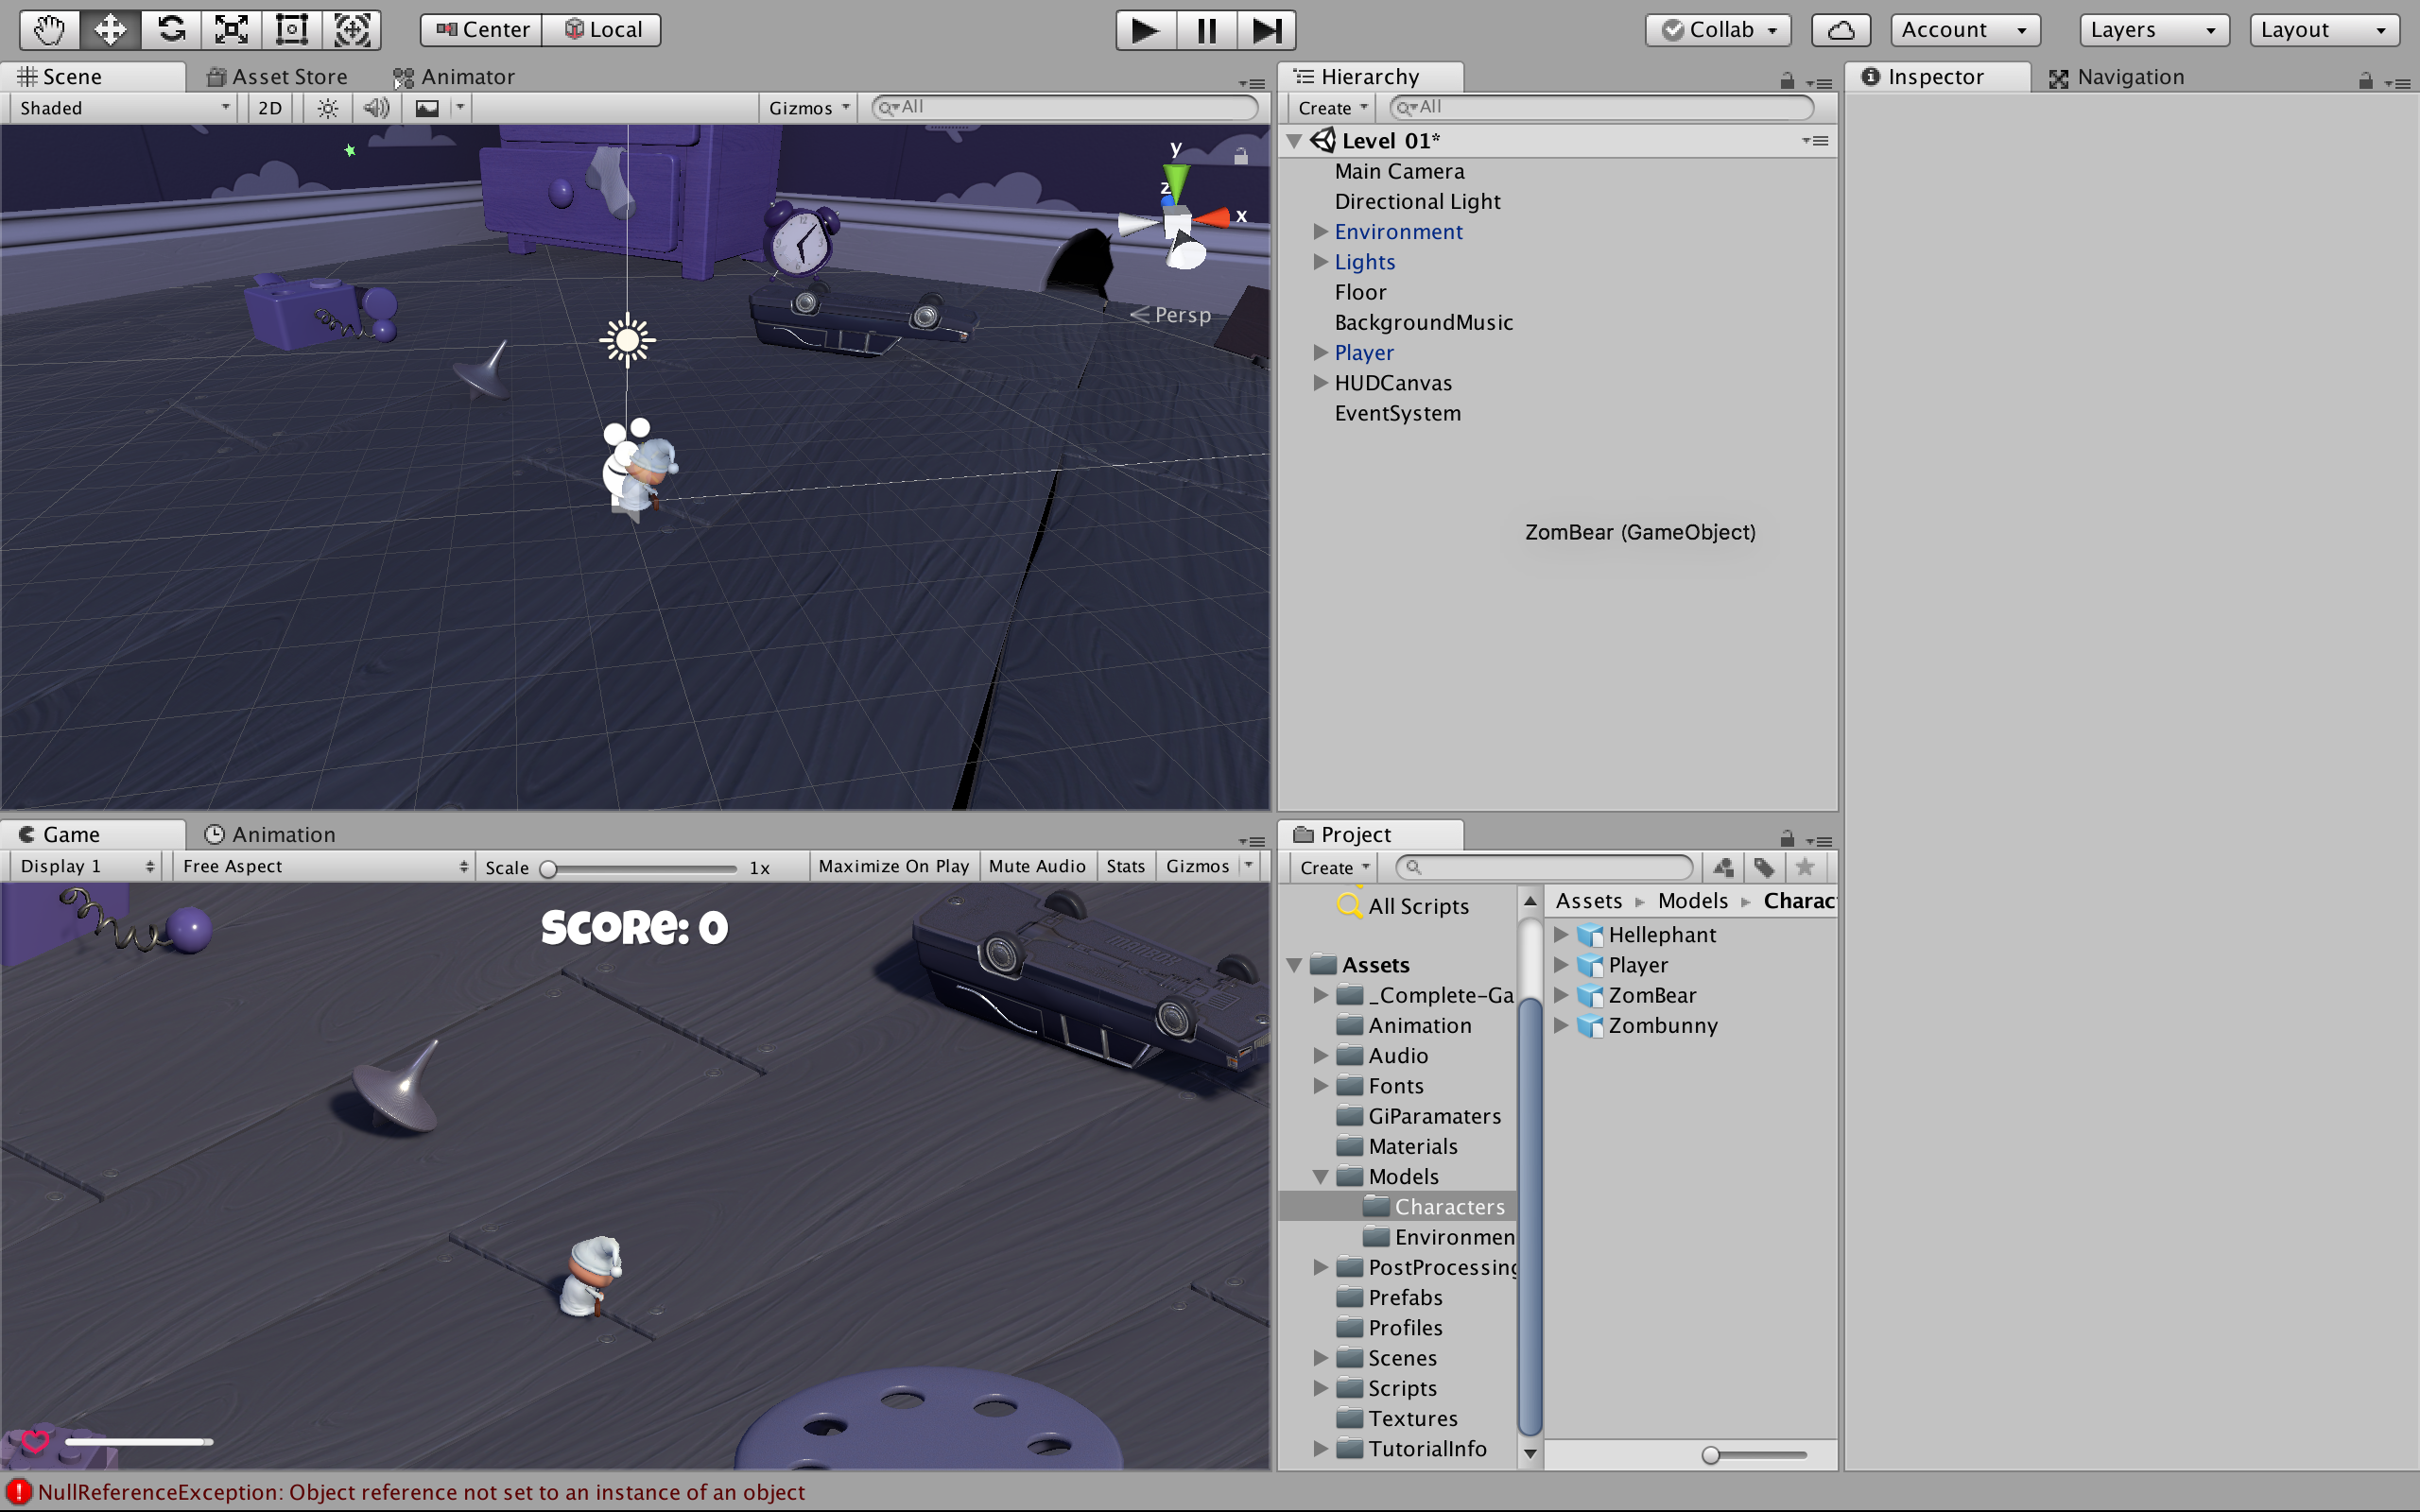 Center Local Collab Account Layers Layout
Scene Asset Store Animator
Shaded 2D Gizmos All
y
z
x
Persp
Hierarchy
Create All
Level 01*
Main Camera
Directional Light
Environment
Lights
Floor
BackgroundMusic
Player
HUDCanvas
EventSystem
ZomBear (GameObject)
Inspector Navigation
Game Animation
Display 1 Free Aspect Scale 1x Maximize On Play Mute Audio Stats Gizmos
SCORE: 0
Project
Create
All Scripts
Assets
_Complete-Ga
Animation
Audio
Fonts
GiParamaters
Materials
Models
Characters
Environmen
PostProcessing
Prefabs
Profiles
Scenes
Scripts
Textures
TutorialInfo
Assets Models Charac
Hellephant
Player
ZomBear
Zombunny
NullReferenceException: Object reference not set to an instance of an object